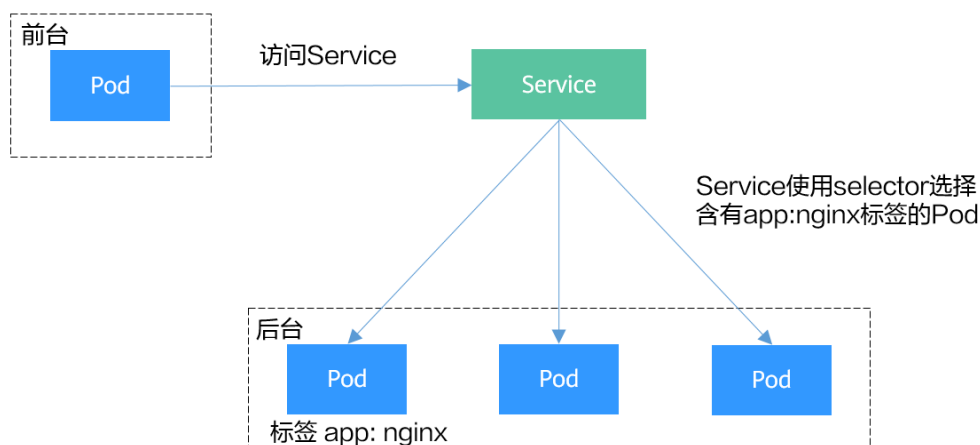 前台
Pod
访问Service
Service
Service使用selector选择
含有app:nginx标签的Pod
后台
Pod
Pod
Pod
标签 app: nginx